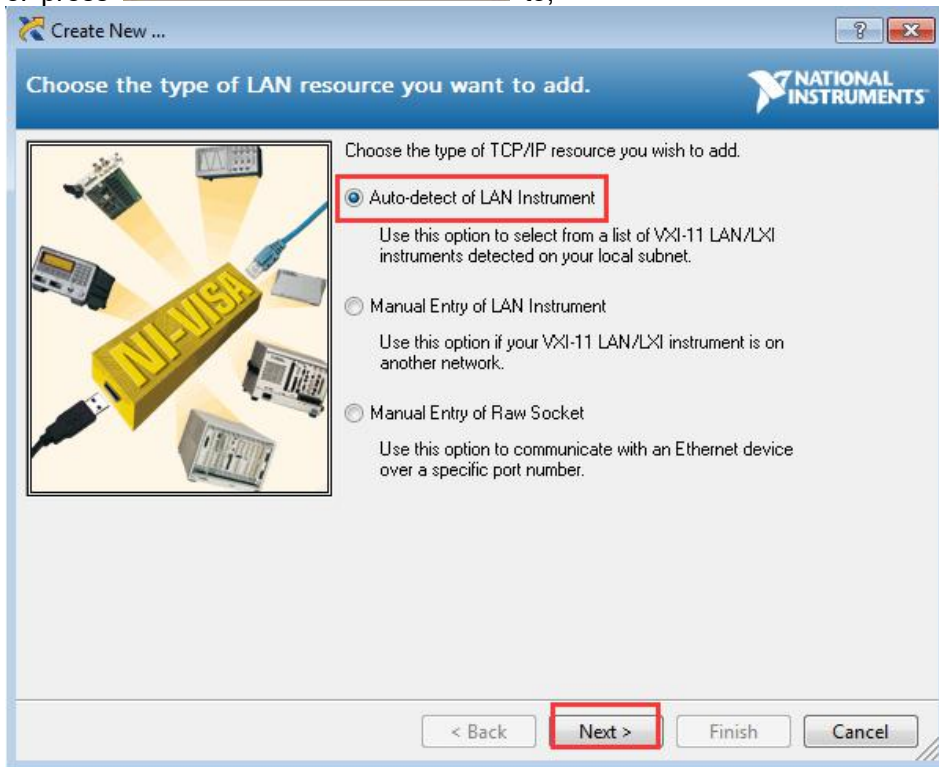 Create New ...
Choose the type of LAN resource you want to add.
NATIONAL
INSTRUMENTS
Choose the type of TCP/IP resource you wish to add.
Auto-detect of LAN Instrument
Use this option to select from a list of VXI-11 LAN/LXI
instruments detected on your local subnet.
NI-VISA
Manual Entry of LAN Instrument
Use this option if your VXI-11 LAN/LXI instrument is on
another network.
Manual Entry of Raw Socket
Use this option to communicate with an Ethernet device
over a specific port number.
< Back Next > Finish Cancel